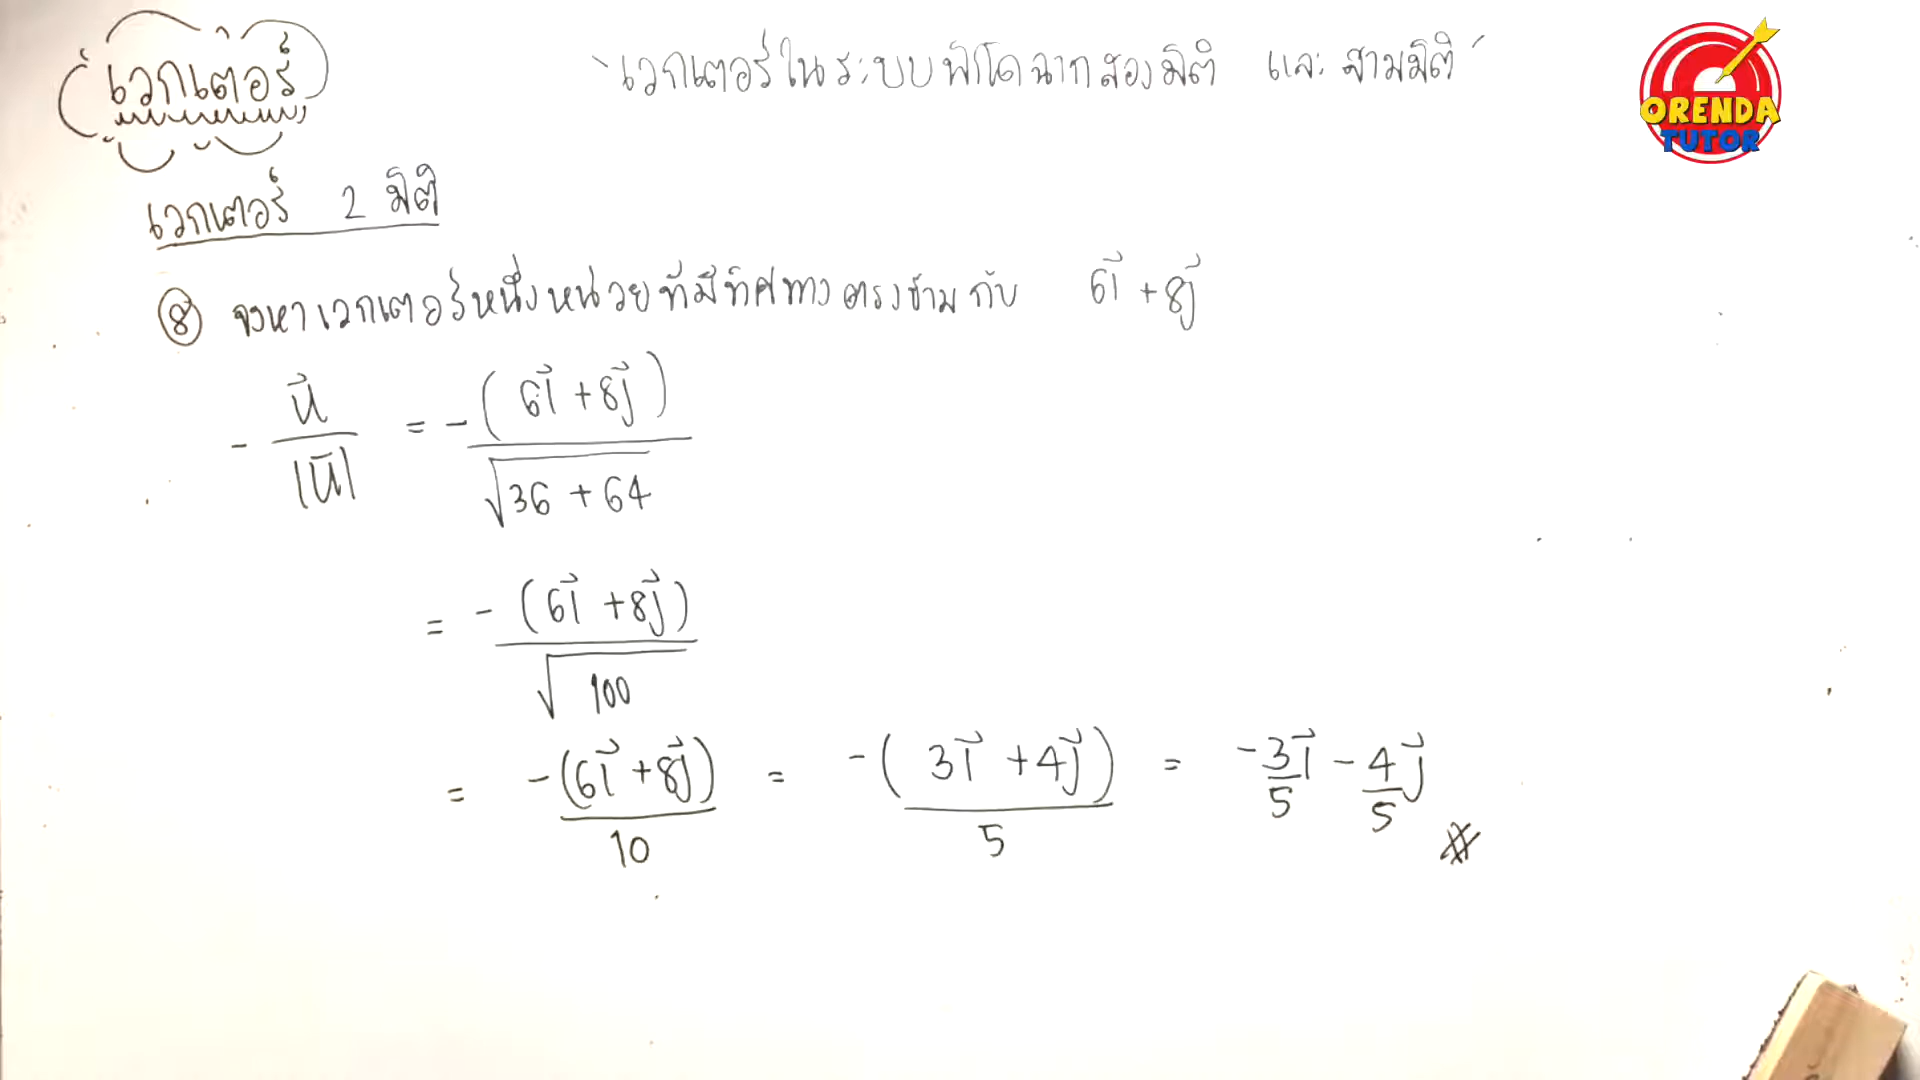 เวกเตอร์
"เวกเตอร์ในระบบพิกัดฉากสองมิติ และ สามมิติ"
ORENDA
TUTOR
เวกเตอร์ 2 มิติ
⑧ จงหาเวกเตอร์หนึ่งหน่วยที่มีทิศทางตรงข้ามกับ 6i⃗ + 8j⃗
- u⃗/|u⃗| = -(6i⃗ + 8j⃗)/√(36 + 64)
= -(6i⃗ + 8j⃗)/√100
= -(6i⃗ + 8j⃗)/10 = -(3i⃗ + 4j⃗)/5 = -3/5 i⃗ - 4/5 j⃗ #